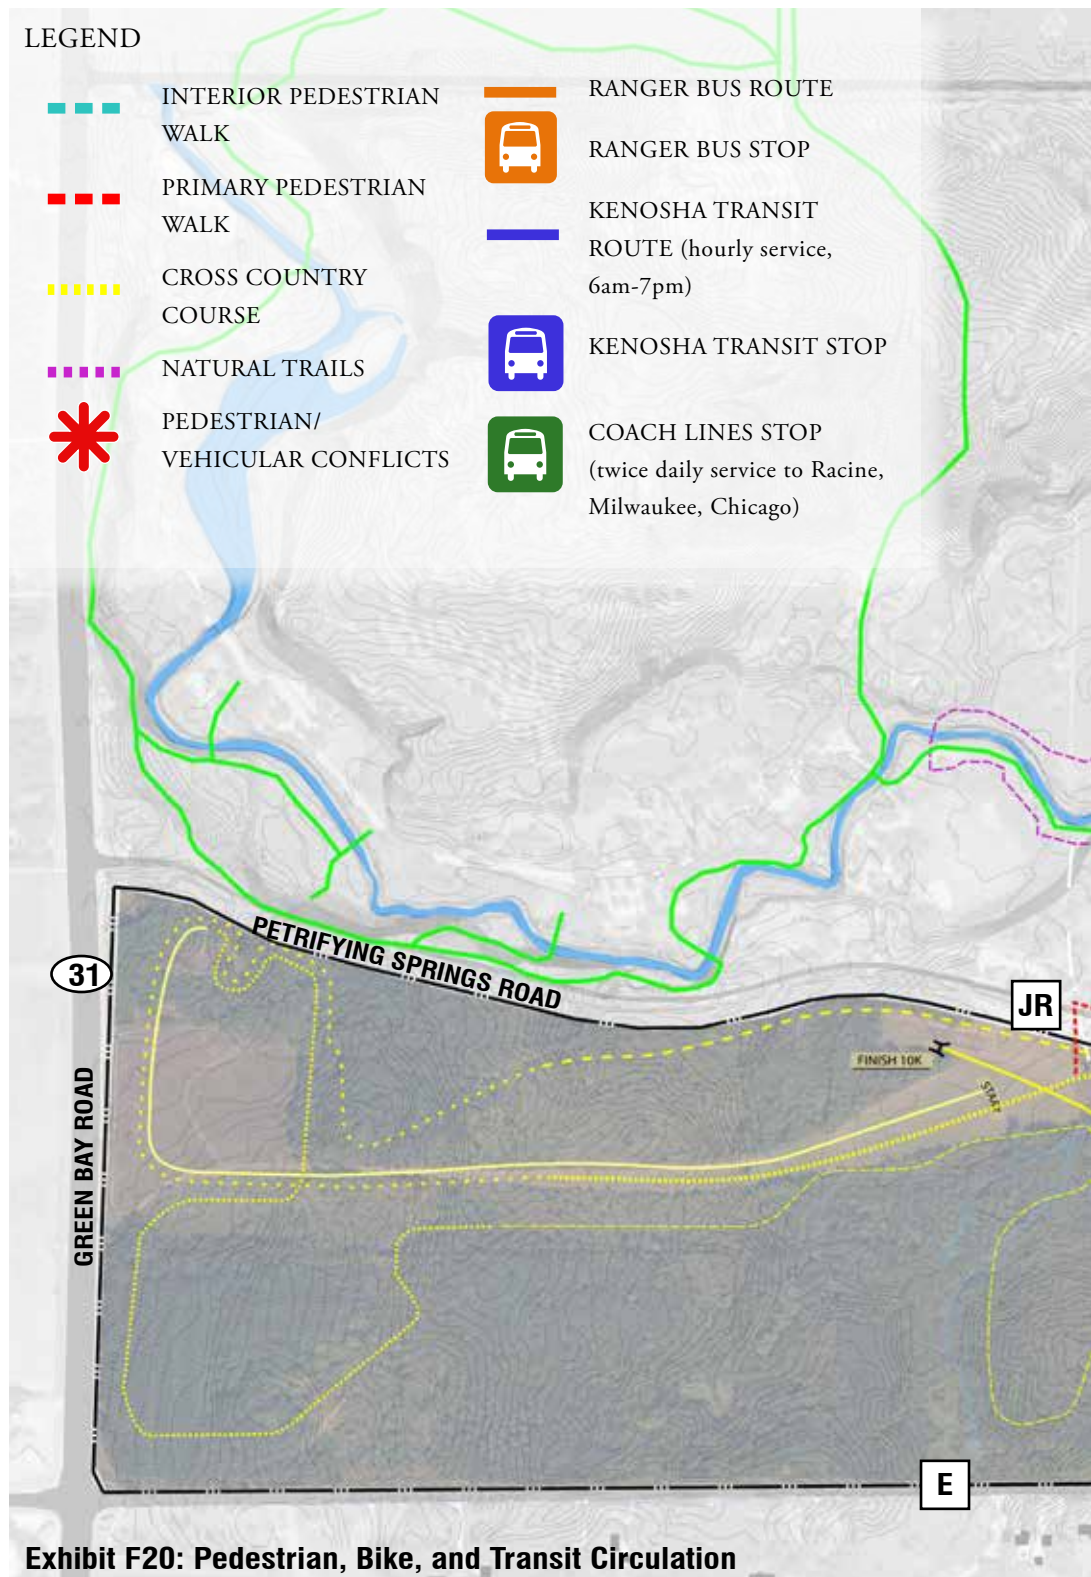 LEGEND
INTERIOR PEDESTRIAN
WALK
PRIMARY PEDESTRIAN
WALK
CROSS COUNTRY
COURSE
NATURAL TRAILS
PEDESTRIAN/
VEHICULAR CONFLICTS
RANGER BUS ROUTE
RANGER BUS STOP
KENOSHA TRANSIT
ROUTE (hourly service,
6am-7pm)
KENOSHA TRANSIT STOP
COACH LINES STOP
(twice daily service to Racine,
Milwaukee, Chicago)
PETRIFYING SPRINGS ROAD
31
JR
FINISH 10K
START
GREEN BAY ROAD
E
Exhibit F20: Pedestrian, Bike, and Transit Circulation